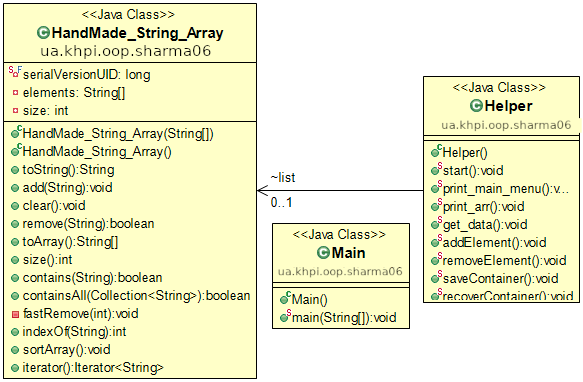 <<Java Class>>
HandMade_String_Array
ua.khpi.oop.sharma06
serialVersionUID: long
elements: String[]
size: int
HandMade_String_Array(String[])
HandMade_String_Array()
toString():String
add(String):void
clear():void
remove(String):boolean
toArray():String[]
size():int
contains(String):boolean
containsAll(Collection<String>):boolean
fastRemove(int):void
indexOf(String):int
sortArray():void
iterator():Iterator<String>
~list
0..1
<<Java Class>>
Main
ua.khpi.oop.sharma06
Main()
main(String[]):void
<<Java Class>>
Helper
ua.khpi.oop.sharma06
Helper()
start():void
print_main_menu():v...
print_arr():void
get_data():void
addElement():void
removeElement():void
saveContainer():void
recoverContainer():void